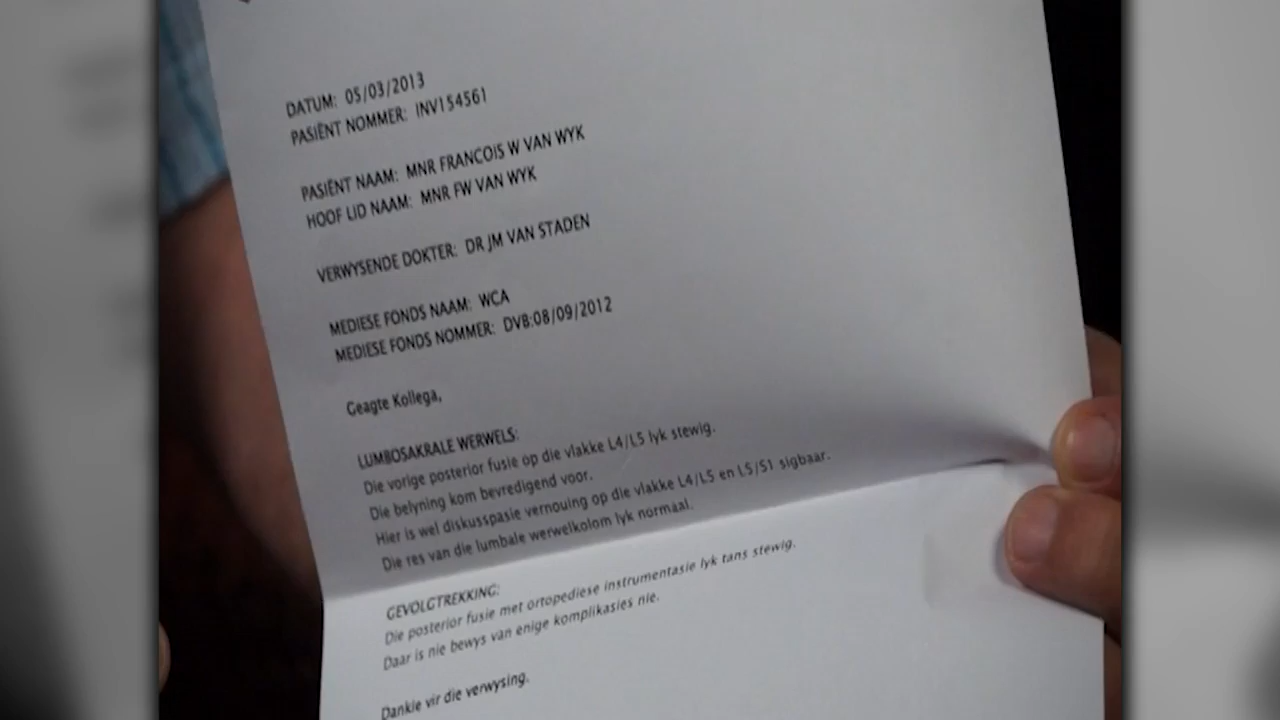 DATUM: 05/03/2013
PASIËNT NOMMER: INV154561
PASIËNT NAAM: MNR FRANCOIS W VAN WYK
HOOF LID NAAM: MNR FW VAN WYK
VERWYSENDE DOKTER: DR JM VAN STADEN
MEDIESE FONDS NAAM: WCA
MEDIESE FONDS NOMMER: DVB:08/09/2012
Geagte Kollega,
LUMBOSAKRALE WERWELS:
Die vorige posterior fusie op die vlakke L4/L5 lyk stewig.
Die belyning kom bevredigend voor.
Hier is wel diskusspasie vernouing op die vlakke L4/L5 en L5/S1 sigbaar.
Die res van die lumbale werwelkolom lyk normaal.
GEVOLGTREKKING:
Die posterior fusie met ortopediese instrumentasie lyk tans stewig.
Daar is nie bewys van enige komplikasies nie.
Dankie vir die verwysing.